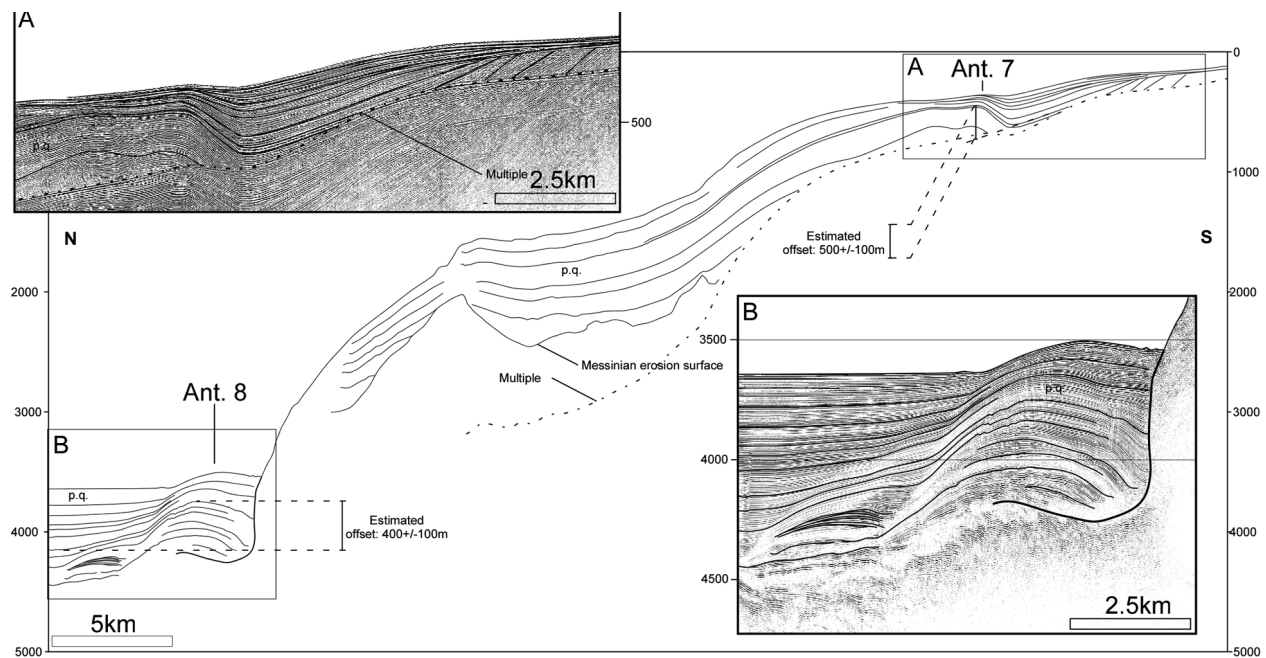 A
p.q.
Multiple
2.5km
0
500
A
Ant. 7
1000
N
Estimated
offset: 500+/-100m
S
p.q.
2000
2000
B
3500
Messinian erosion surface
Multiple
p.q.
Ant. 8
3000
3000
B
4000
p.q.
Estimated
offset: 400+/-100m
4000
4000
4500
5km
2.5km
5000
5000